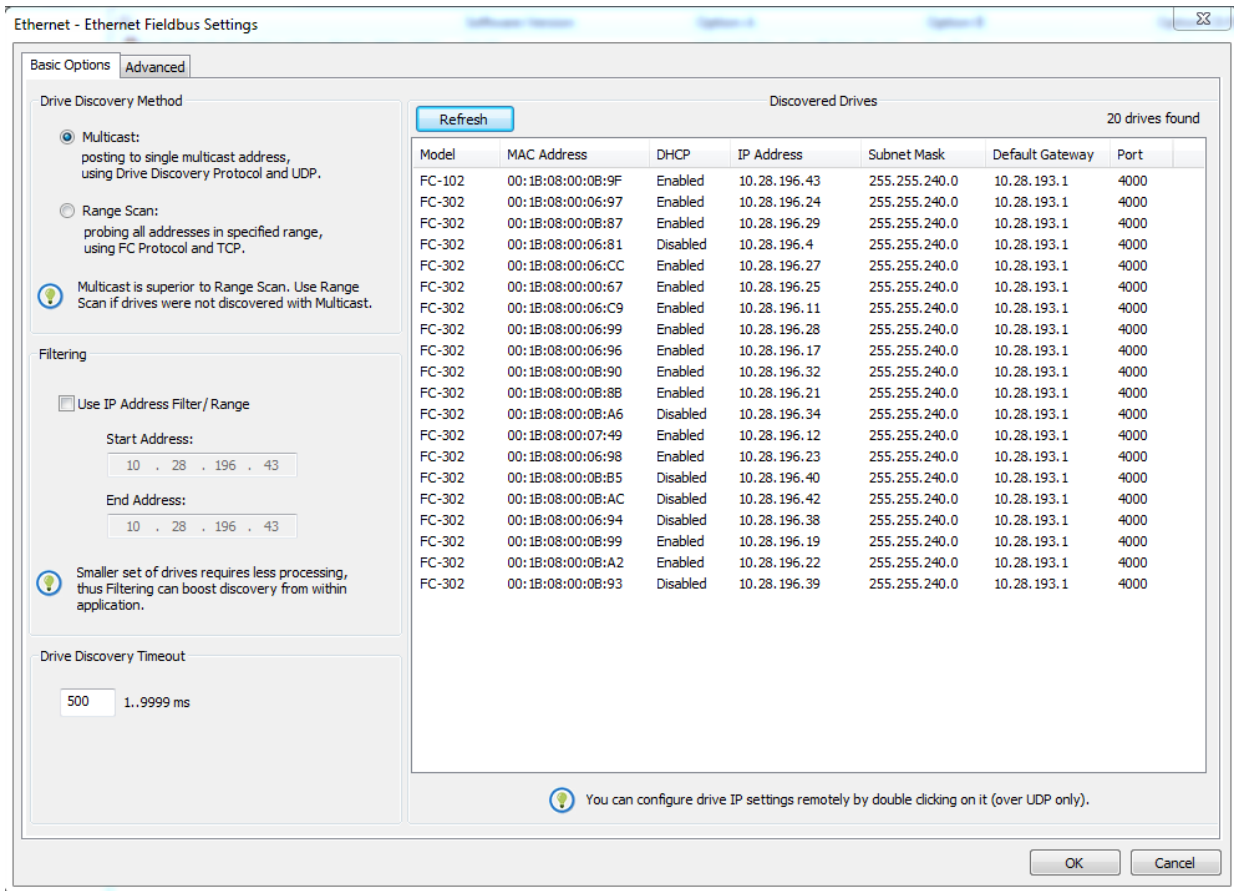 Ethernet - Ethernet Fieldbus Settings
Basic Options Advanced
Drive Discovery Method
Multicast:
posting to single multicast address,
using Drive Discovery Protocol and UDP.
Range Scan:
probing all addresses in specified range,
using FC Protocol and TCP.
Multicast is superior to Range Scan. Use Range
Scan if drives were not discovered with Multicast.
Filtering
Use IP Address Filter/Range
Start Address:
10 . 28 . 196 . 43
End Address:
10 . 28 . 196 . 43
Smaller set of drives requires less processing,
thus Filtering can boost discovery from within
application.
Drive Discovery Timeout
500 1..9999 ms
Discovered Drives
Refresh 20 drives found
Model MAC Address DHCP IP Address Subnet Mask Default Gateway Port
FC-102 00:1B:08:00:0B:9F Enabled 10.28.196.43 255.255.240.0 10.28.193.1 4000
FC-302 00:1B:08:00:06:97 Enabled 10.28.196.24 255.255.240.0 10.28.193.1 4000
FC-302 00:1B:08:00:0B:87 Enabled 10.28.196.29 255.255.240.0 10.28.193.1 4000
FC-302 00:1B:08:00:06:81 Disabled 10.28.196.4 255.255.240.0 10.28.193.1 4000
FC-302 00:1B:08:00:06:CC Enabled 10.28.196.27 255.255.240.0 10.28.193.1 4000
FC-302 00:1B:08:00:00:67 Enabled 10.28.196.25 255.255.240.0 10.28.193.1 4000
FC-302 00:1B:08:00:06:C9 Enabled 10.28.196.11 255.255.240.0 10.28.193.1 4000
FC-302 00:1B:08:00:06:99 Enabled 10.28.196.28 255.255.240.0 10.28.193.1 4000
FC-302 00:1B:08:00:06:96 Enabled 10.28.196.17 255.255.240.0 10.28.193.1 4000
FC-302 00:1B:08:00:0B:90 Enabled 10.28.196.32 255.255.240.0 10.28.193.1 4000
FC-302 00:1B:08:00:0B:8B Enabled 10.28.196.21 255.255.240.0 10.28.193.1 4000
FC-302 00:1B:08:00:0B:A6 Disabled 10.28.196.34 255.255.240.0 10.28.193.1 4000
FC-302 00:1B:08:00:07:49 Enabled 10.28.196.12 255.255.240.0 10.28.193.1 4000
FC-302 00:1B:08:00:06:98 Enabled 10.28.196.23 255.255.240.0 10.28.193.1 4000
FC-302 00:1B:08:00:0B:B5 Disabled 10.28.196.40 255.255.240.0 10.28.193.1 4000
FC-302 00:1B:08:00:0B:AC Disabled 10.28.196.42 255.255.240.0 10.28.193.1 4000
FC-302 00:1B:08:00:06:94 Disabled 10.28.196.38 255.255.240.0 10.28.193.1 4000
FC-302 00:1B:08:00:0B:99 Enabled 10.28.196.19 255.255.240.0 10.28.193.1 4000
FC-302 00:1B:08:00:0B:A2 Enabled 10.28.196.22 255.255.240.0 10.28.193.1 4000
FC-302 00:1B:08:00:0B:93 Disabled 10.28.196.39 255.255.240.0 10.28.193.1 4000
You can configure drive IP settings remotely by double clicking on it (over UDP only).
OK Cancel